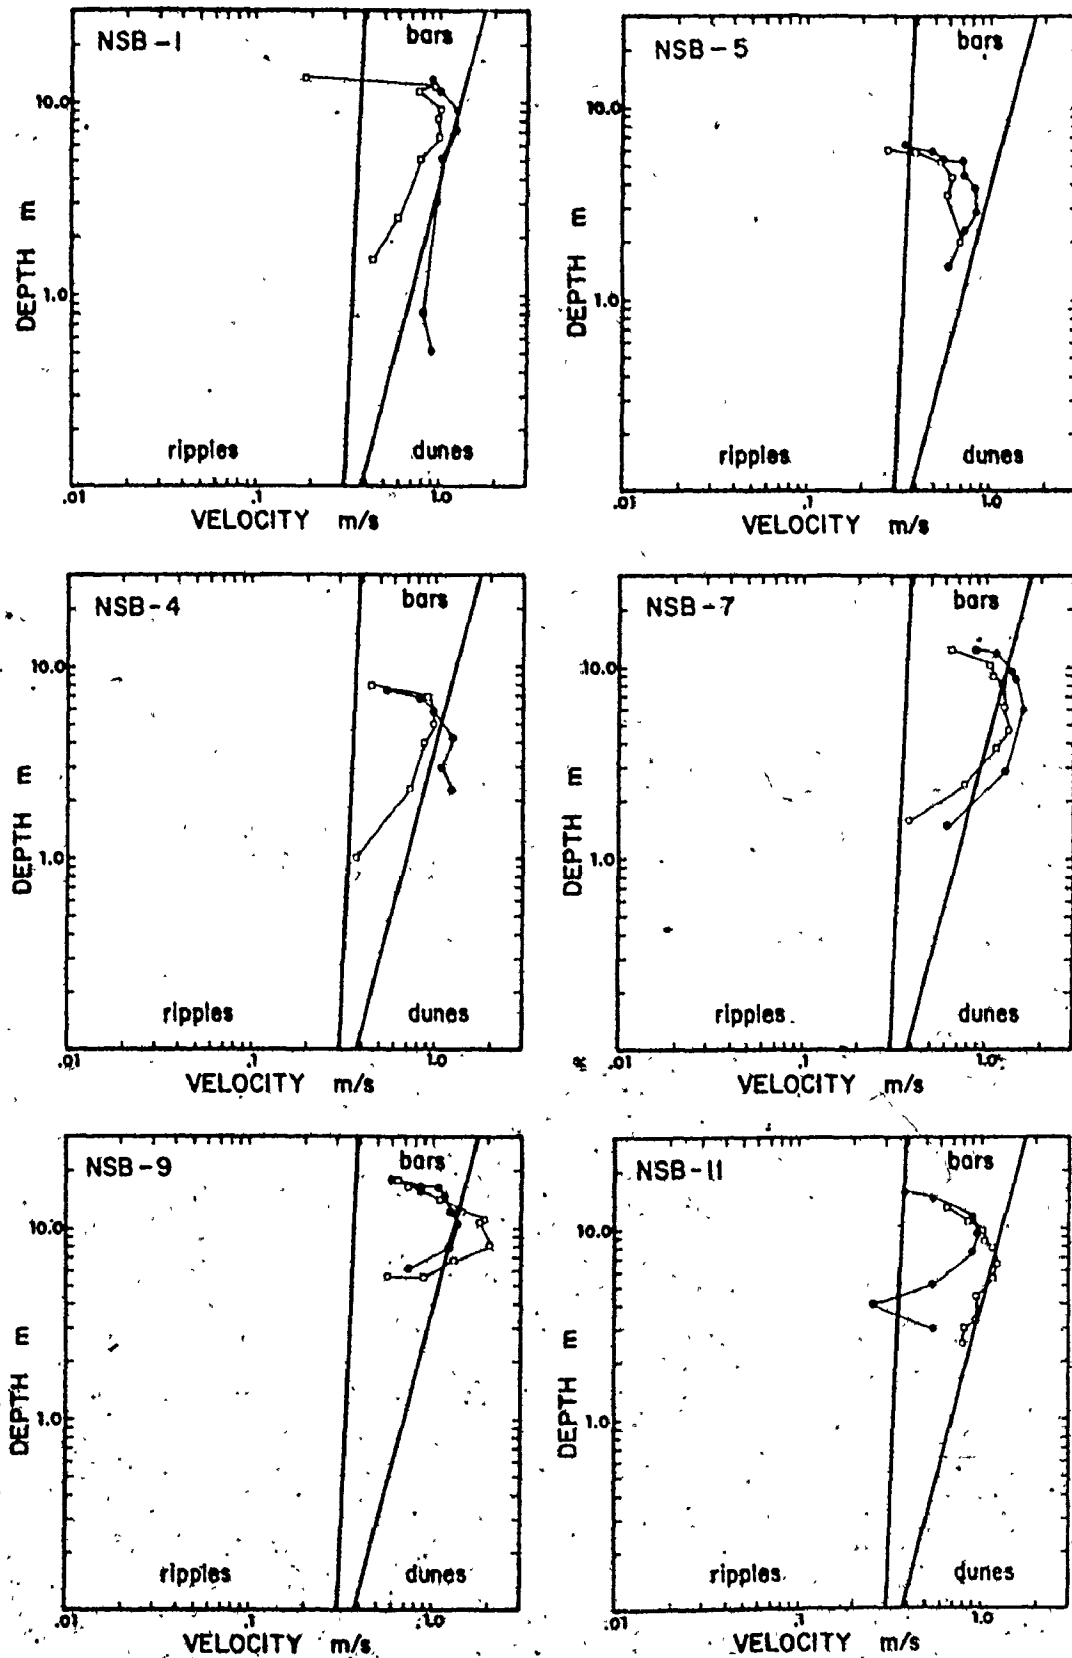 NSB-1
bars
10.0
DEPTH m
1.0
ripples
dunes
.01
.1
1.0
VELOCITY m/s
NSB-5
bars
10.0
DEPTH m
1.0
ripples
dunes
.01
.1
1.0
VELOCITY m/s
NSB-4
bars
10.0
DEPTH m
1.0
ripples
dunes
.01
.1
1.0
VELOCITY m/s
NSB-7
bars
10.0
DEPTH m
1.0
ripples
dunes
.01
.1
1.0
VELOCITY m/s
NSB-9
bars
10.0
DEPTH m
1.0
ripples
dunes
.01
.1
1.0
VELOCITY m/s
NSB-11
bars
10.0
DEPTH m
1.0
ripples
dunes
.01
.1
1.0
VELOCITY m/s